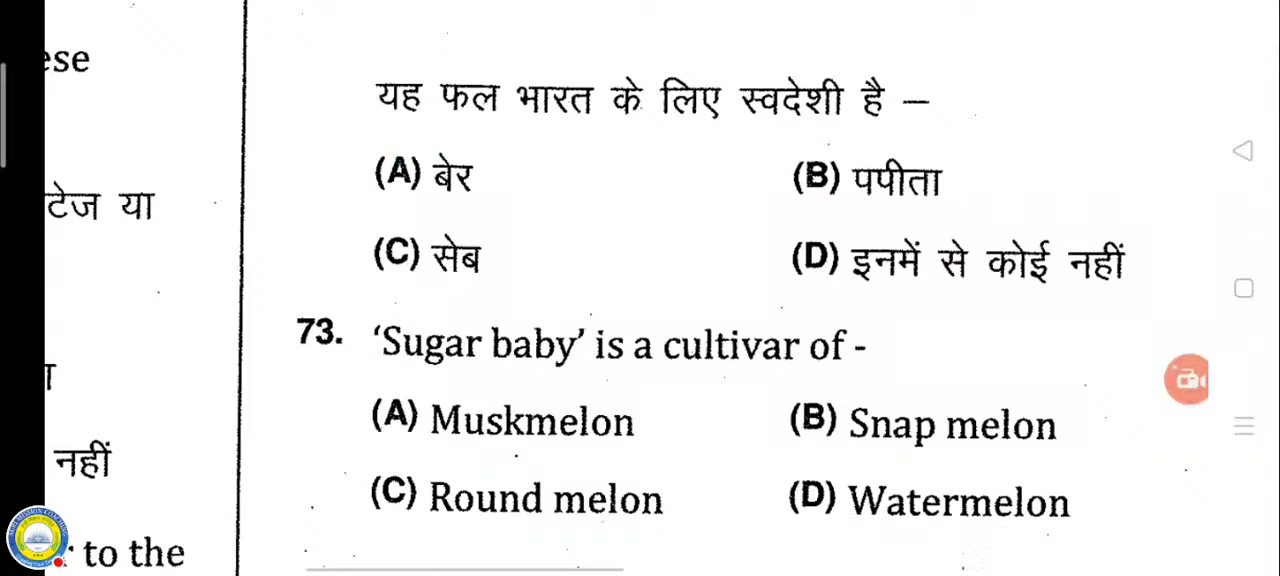 ese
टेज या
नहीं
to the
यह फल भारत के लिए स्वदेशी है –
(A) बेर
(B) पपीता
(C) सेब
(D) इनमें से कोई नहीं
73. ‘Sugar baby’ is a cultivar of -
(A) Muskmelon
(B) Snap melon
(C) Round melon
(D) Watermelon